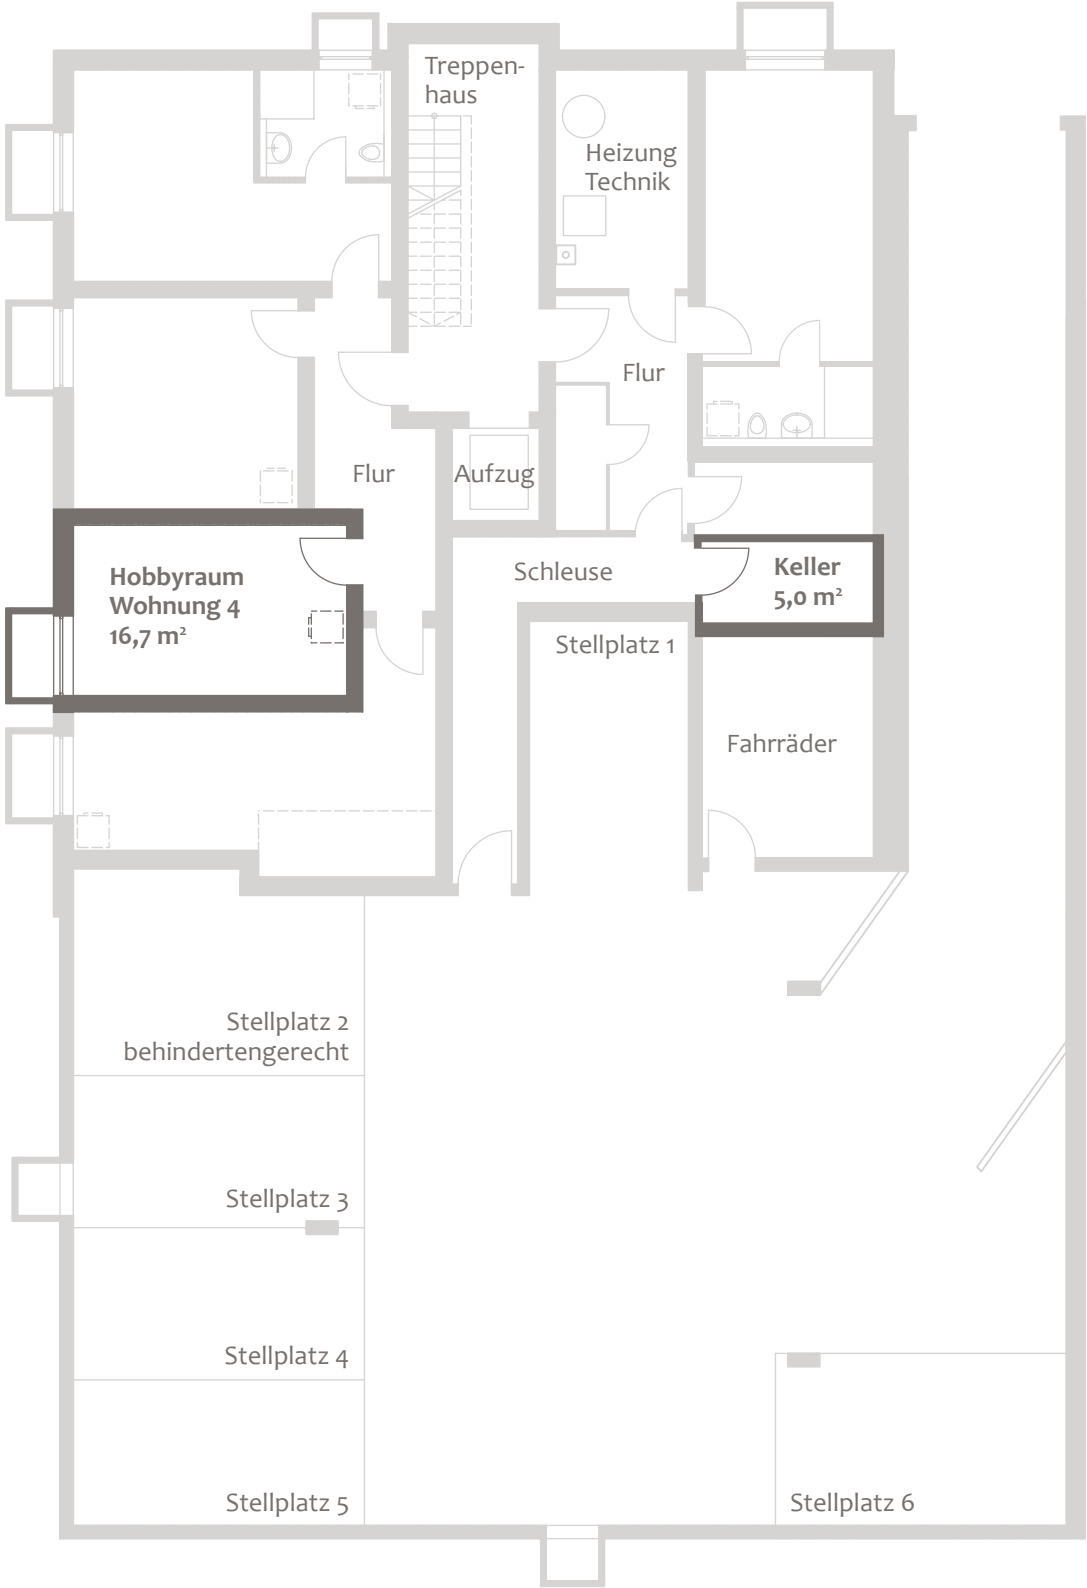 Treppen-
haus
Heizung
Technik
Flur
Flur
Aufzug
Schleuse
Keller
5,0 m²
Hobbyraum
Wohnung 4
16,7 m²
Stellplatz 1
Fahrräder
Stellplatz 2
behindertengerecht
Stellplatz 3
Stellplatz 4
Stellplatz 5
Stellplatz 6